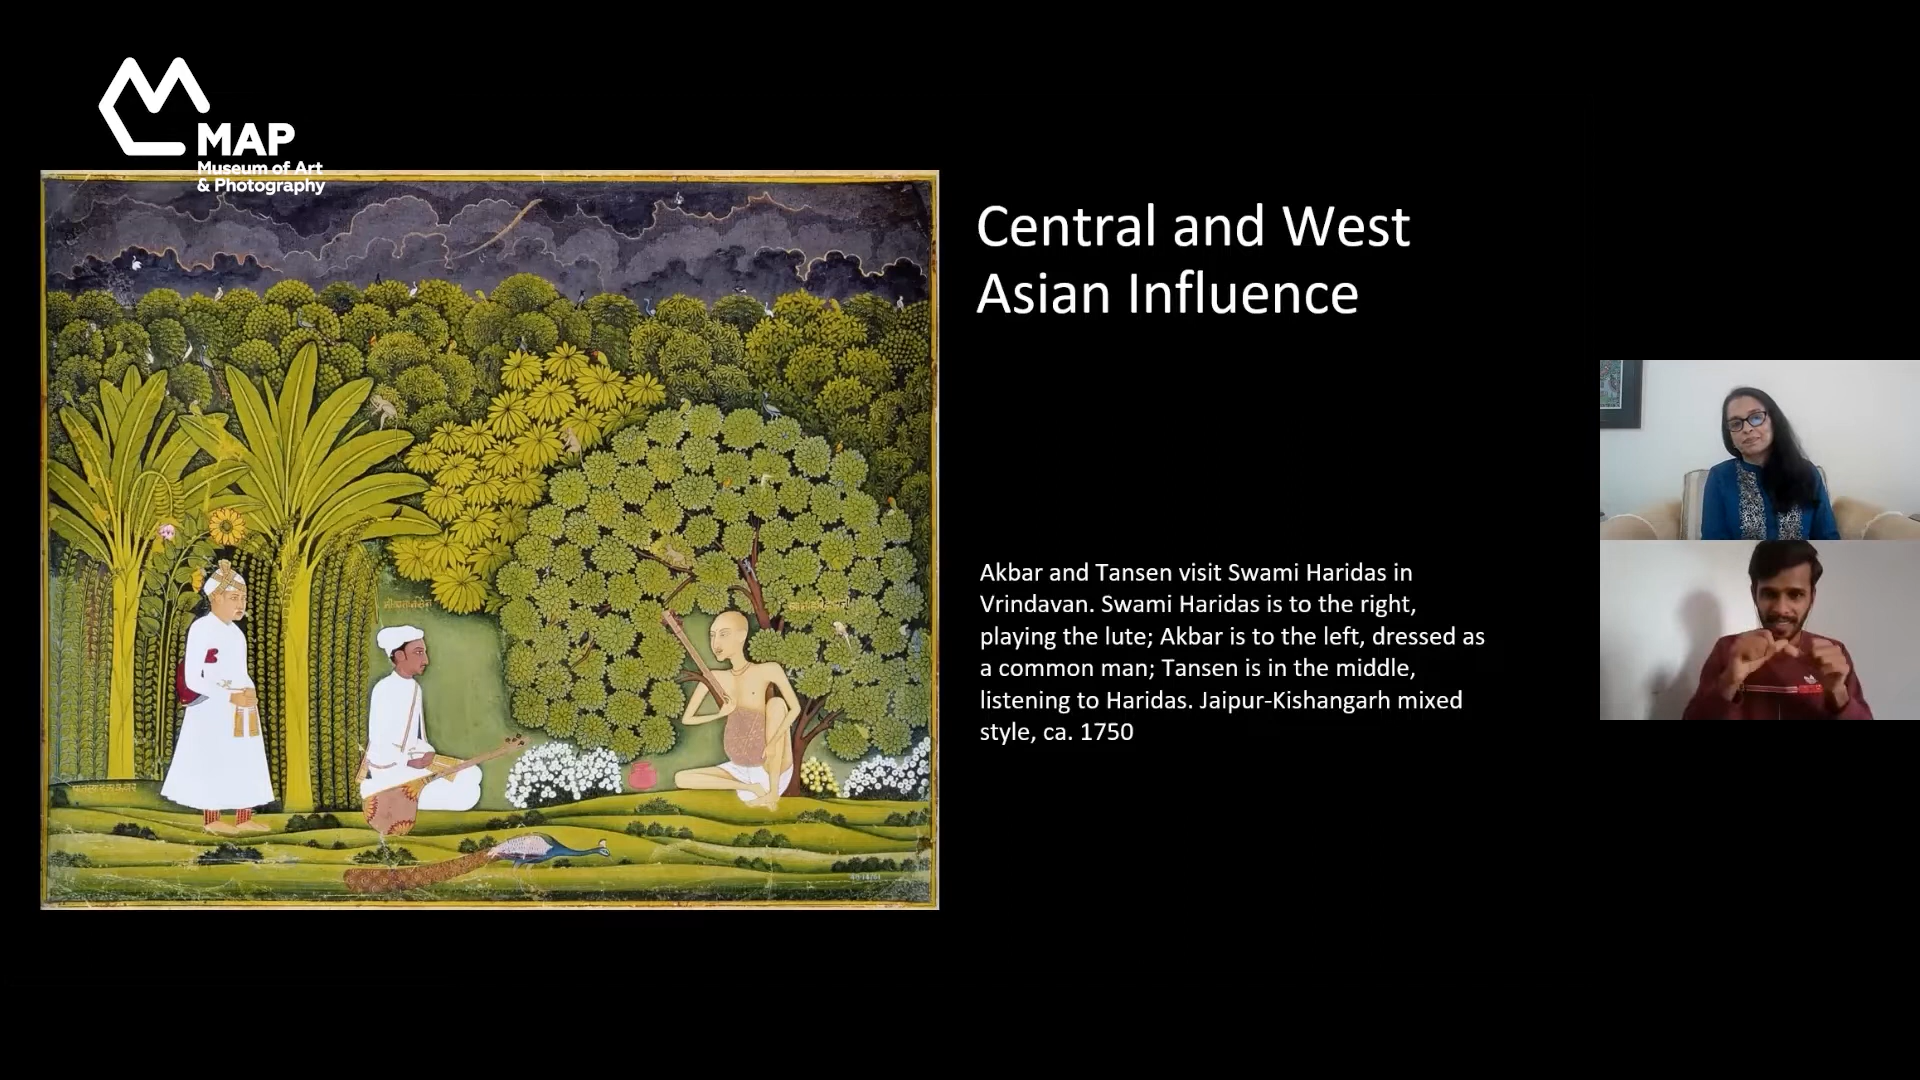 MAP
Museum of Art
& Photography
Central and West
Asian Influence
Akbar and Tansen visit Swami Haridas in
Vrindavan. Swami Haridas is to the right,
playing the lute; Akbar is to the left, dressed as
a common man; Tansen is in the middle,
listening to Haridas. Jaipur-Kishangarh mixed
style, ca. 1750